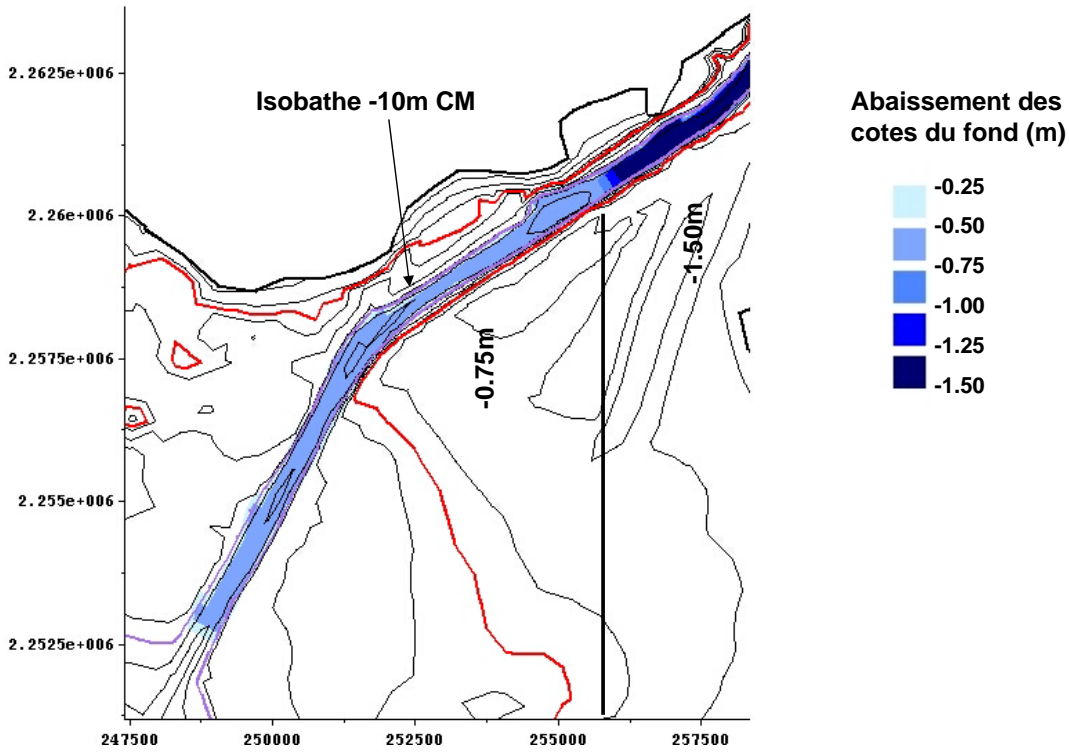 2.2625e+006
2.26e+006
2.2575e+006
2.255e+006
2.2525e+006
247500
250000
252500
255000
257500
Isobathe -10m CM
-0.75m
-1.50m
Abaissement des
cotes du fond (m)
-0.25
-0.50
-0.75
-1.00
-1.25
-1.50